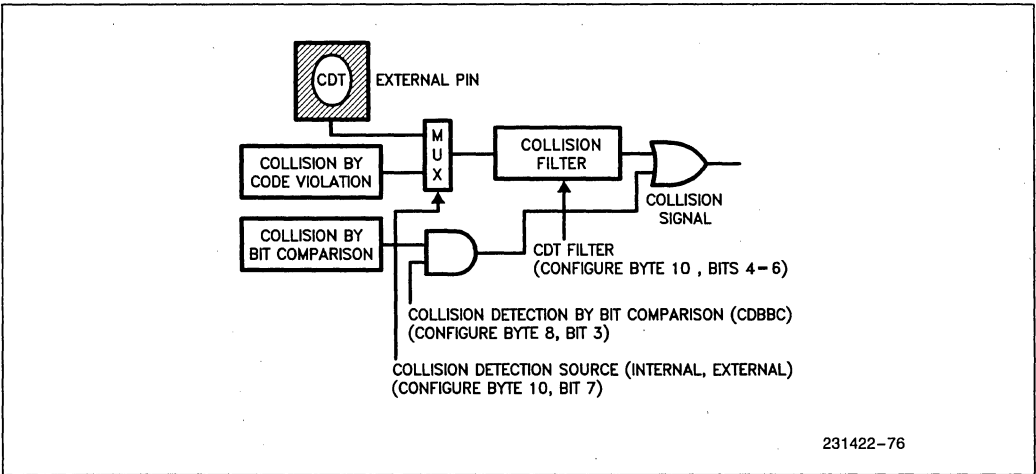 CDT
EXTERNAL PIN
MUX
COLLISION BY
CODE VIOLATION
COLLISION
FILTER
COLLISION
SIGNAL
COLLISION BY
BIT COMPARISON
CDT FILTER
(CONFIGURE BYTE 10 , BITS 4-6)
COLLISION DETECTION BY BIT COMPARISON (CDBBC)
(CONFIGURE BYTE 8, BIT 3)
COLLISION DETECTION SOURCE (INTERNAL, EXTERNAL)
(CONFIGURE BYTE 10, BIT 7)
231422-76